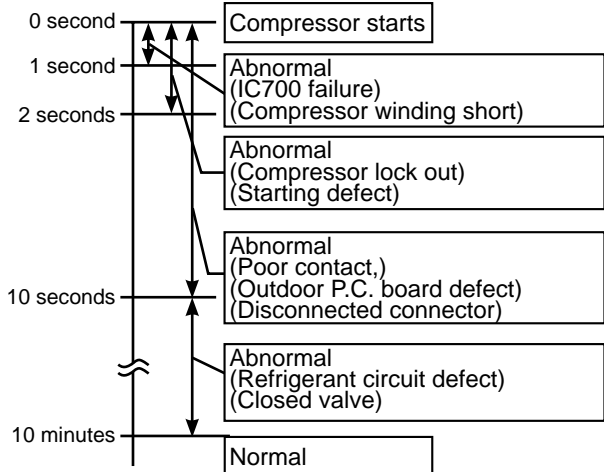 0 second
Compressor starts
1 second
Abnormal
(IC700 failure)
(Compressor winding short)
2 seconds
Abnormal
(Compressor lock out)
(Starting defect)
Abnormal
(Poor contact,)
(Outdoor P.C. board defect)
(Disconnected connector)
10 seconds
Abnormal
(Refrigerant circuit defect)
(Closed valve)
10 minutes
Normal